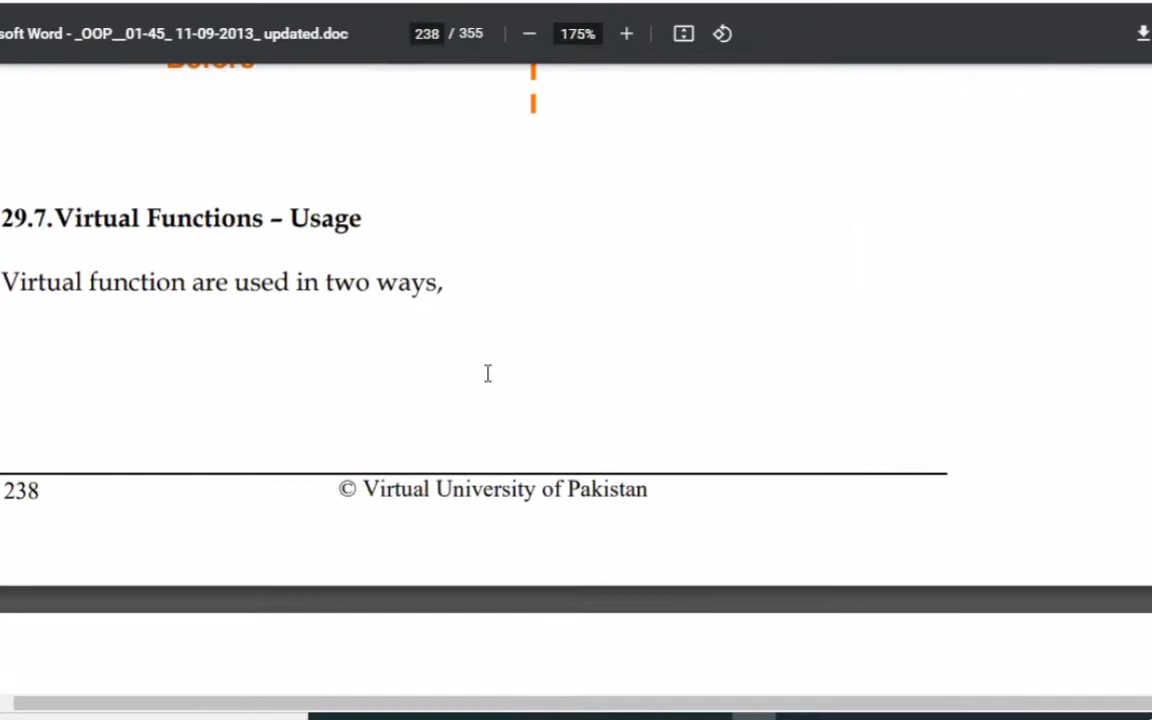 soft Word - _OOP__01-45_ 11-09-2013_ updated.doc 238 / 355 175%
29.7.Virtual Functions – Usage
Virtual function are used in two ways,
238 © Virtual University of Pakistan